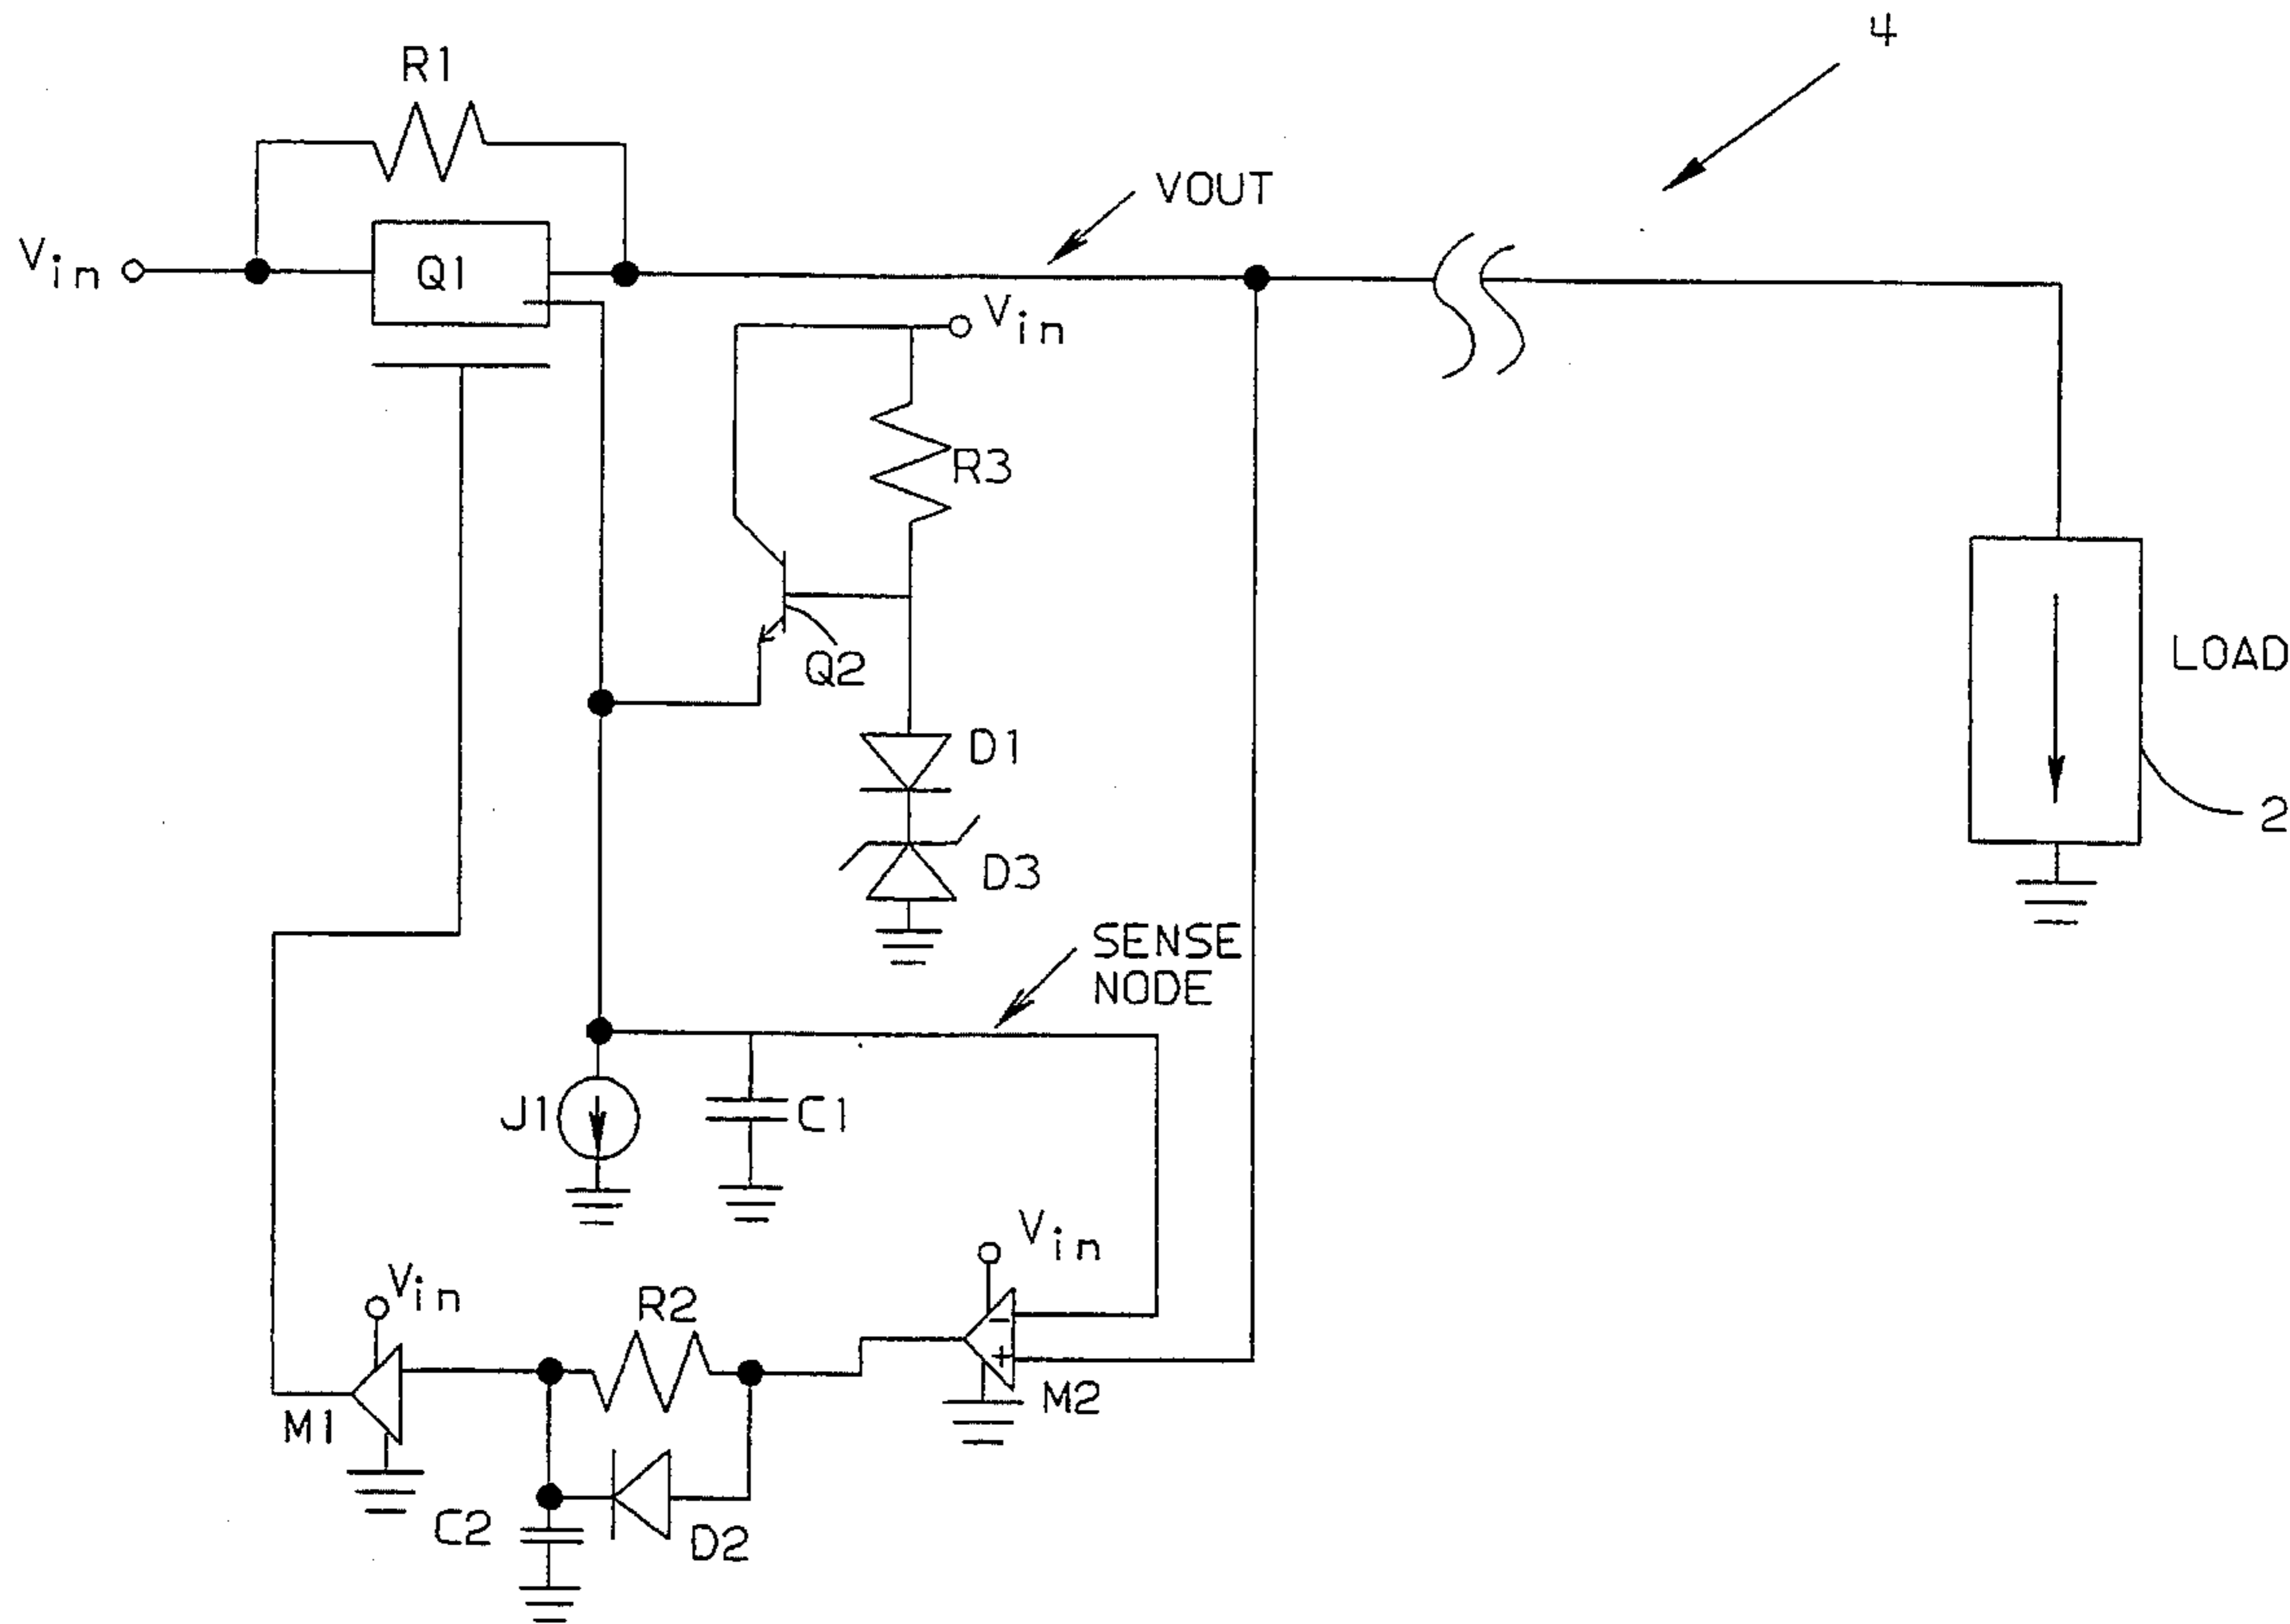 4
R1
VOUT
Vin
Q1
Vin
R3
Q2
LOAD
D1
2
D3
SENSE
NODE
J1
C1
Vin
Vin
R2
-
+
M1
M2
C2
D2